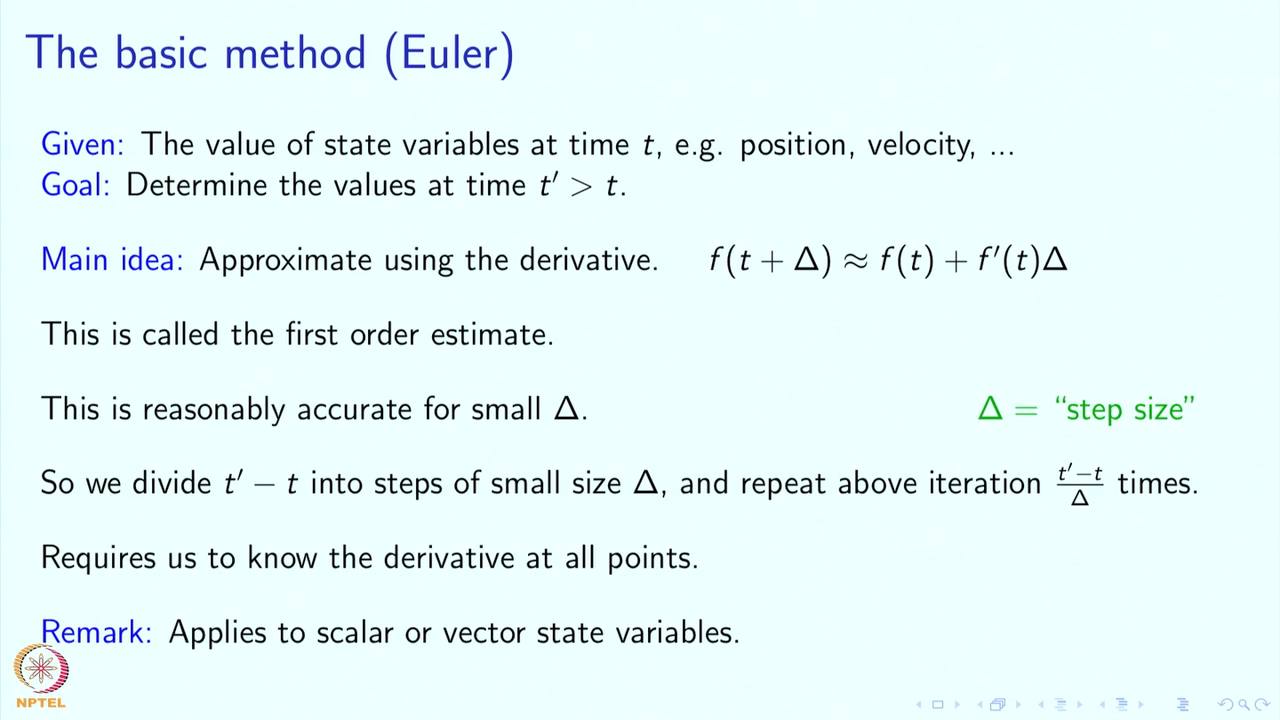 The basic method (Euler)
Given: The value of state variables at time t, e.g. position, velocity, ...
Goal: Determine the values at time t′ > t.
Main idea: Approximate using the derivative. f(t + Δ) ≈ f(t) + f′(t)Δ
This is called the first order estimate.
This is reasonably accurate for small Δ. Δ = “step size”
So we divide t′ − t into steps of small size Δ, and repeat above iteration (t′−t)/Δ times.
Requires us to know the derivative at all points.
Remark: Applies to scalar or vector state variables.
NPTEL